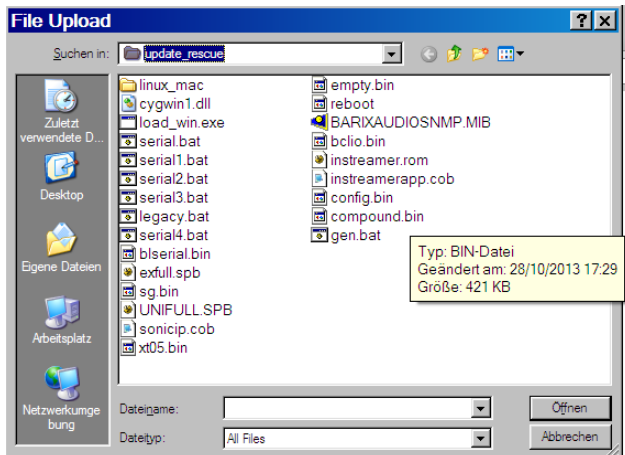 File Upload
Suchen in:
update_rescue
Zuletzt
verwendete D...
Desktop
Eigene Dateien
Arbeitsplatz
Netzwerkumge
bung
linux_mac
cygwin1.dll
load_win.exe
serial.bat
serial1.bat
serial2.bat
serial3.bat
legacy.bat
serial4.bat
blserial.bin
exfull.spb
sg.bin
UNIFULL.SPB
sonicip.cob
xt05.bin
empty.bin
reboot
BARIXAUDIOSNMP.MIB
bclio.bin
instreamer.rom
instreamerapp.cob
config.bin
compound.bin
gen.bat
Typ: BIN-Datei
Geändert am: 28/10/2013 17:29
Größe: 421 KB
Dateiname:
Öffnen
Dateityp:
All Files
Abbrechen